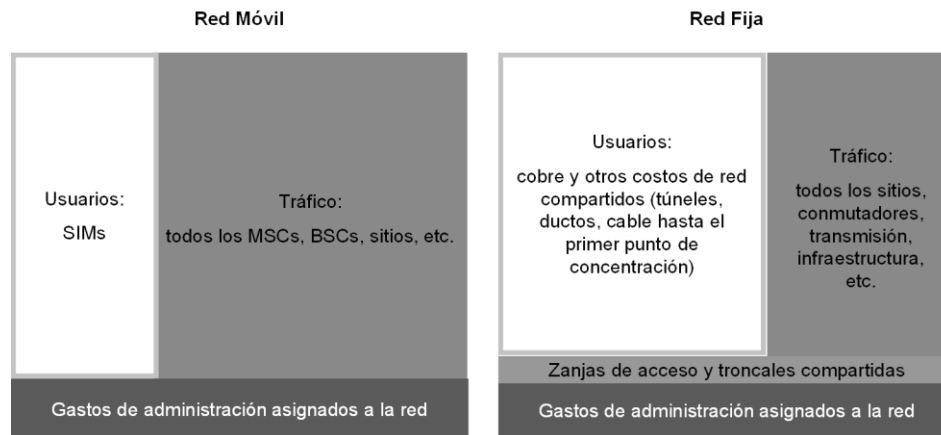 Red Móvil
Usuarios:
SIMs
Tráfico:
todos los MSCs, BSCs, sitios, etc.
Gastos de administración asignados a la red
Red Fija
Usuarios:
cobre y otros costos de red
compartidos (túneles,
ductos, cable hasta el
primer punto de
concentración)
Tráfico:
todos los sitios,
conmutadores,
transmisión,
infraestructura,
etc.
Zanjas de acceso y troncales compartidas
Gastos de administración asignados a la red